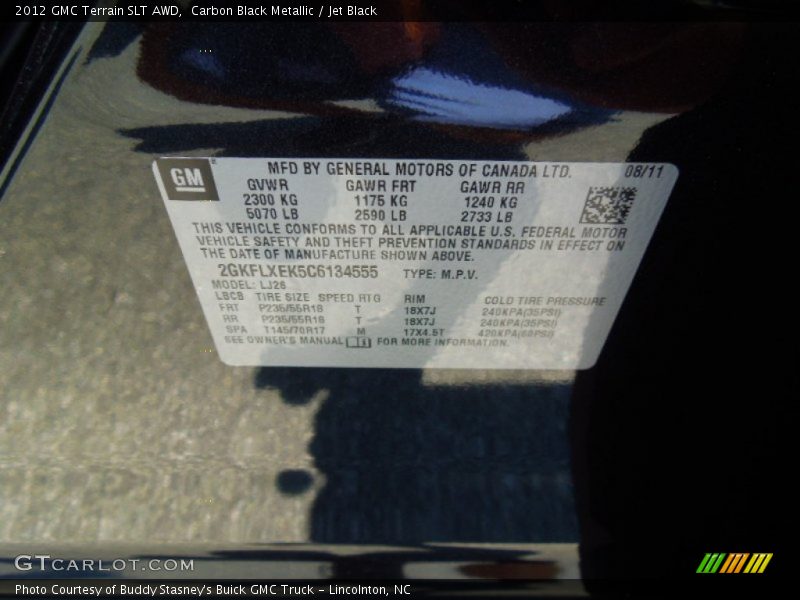 2012 GMC Terrain SLT AWD, Carbon Black Metallic / Jet Black
GM
MFD BY GENERAL MOTORS OF CANADA LTD. 08/11
GVWR GAWR FRT GAWR RR
2300 KG 1175 KG 1240 KG
5070 LB 2590 LB 2733 LB
THIS VEHICLE CONFORMS TO ALL APPLICABLE U.S. FEDERAL MOTOR
VEHICLE SAFETY AND THEFT PREVENTION STANDARDS IN EFFECT ON
THE DATE OF MANUFACTURE SHOWN ABOVE.
2GKFLXEK5C6134555 TYPE: M.P.V.
MODEL: LJ26
TIRE SIZE SPEED RTG RIM COLD TIRE PRESSURE
FRT P235/55R18 T 18X7J 240KPA(35PSI)
RR P235/55R18 T 18X7J 240KPA(35PSI)
SPA T145/70R17 M 17X4.5T 420KPA(60PSI)
SEE OWNER'S MANUAL FOR MORE INFORMATION.
GTCARLOT.COM
Photo Courtesy of Buddy Stasney's Buick GMC Truck - Lincolnton, NC